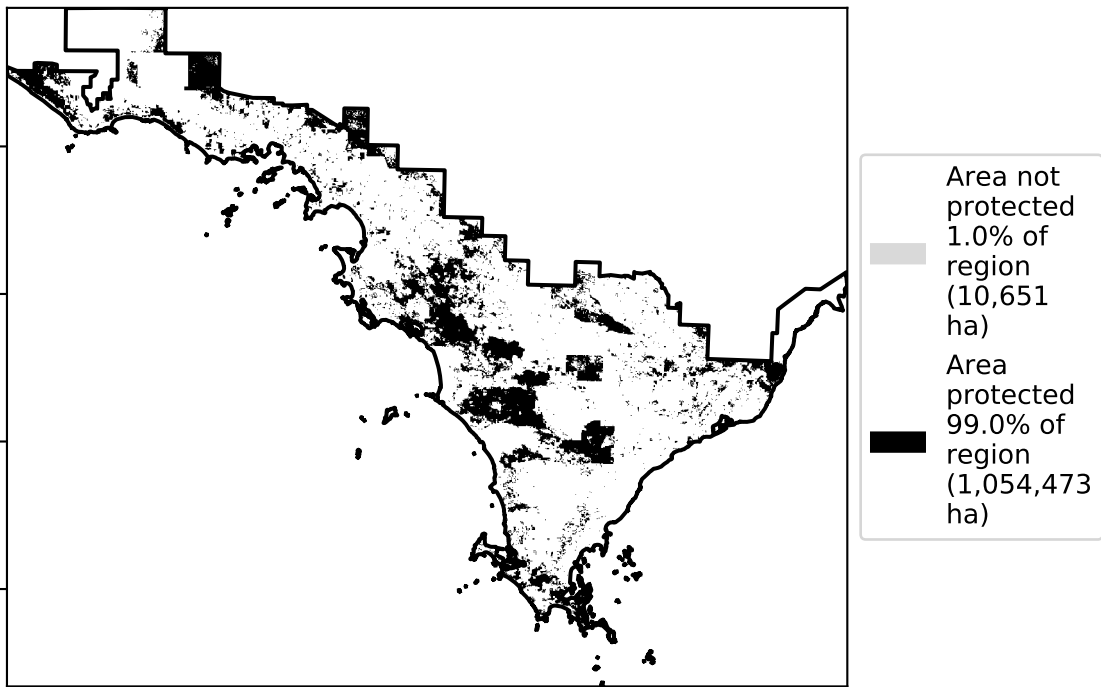 Area not
protected
1.0% of
region
(10,651
ha)
Area
protected
99.0% of
region
(1,054,473
ha)